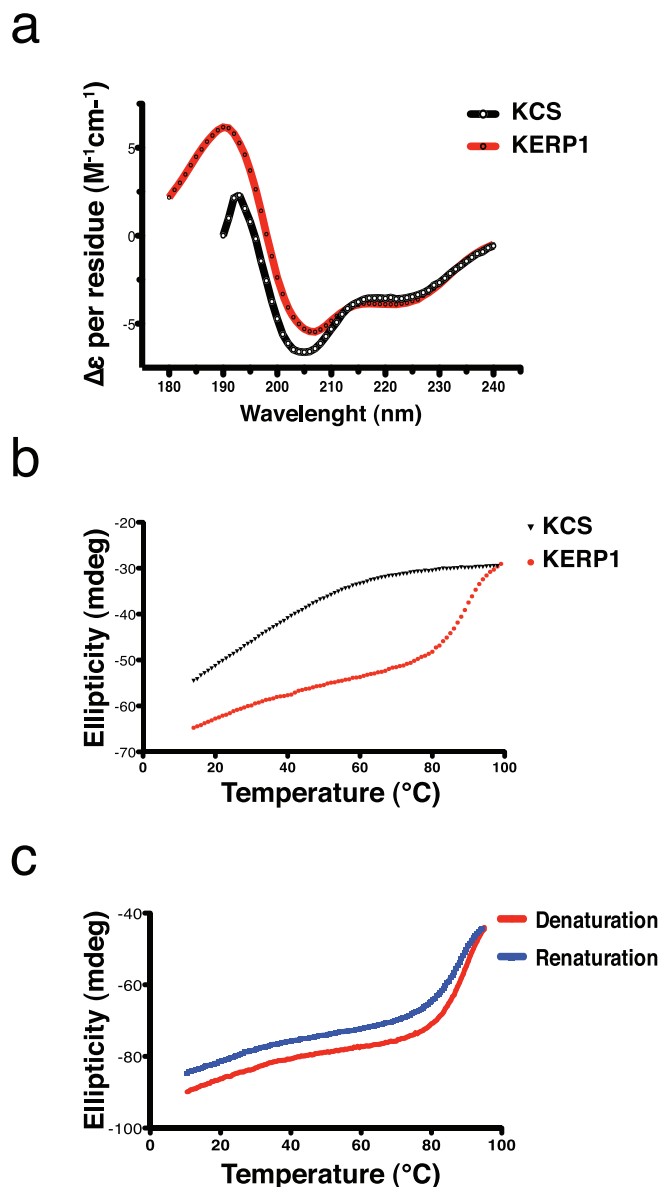 a
KCS
KERP1
Δε per residue (M⁻¹cm-¹)
5
0
-5
180 190 200 210 220 230 240
Wavelenght (nm)
b
KCS
KERP1
Ellipticity (mdeg)
-20
-30
-40
-50
-60
-70
0 20 40 60 80 100
Temperature (°C)
c
Denaturation
Renaturation
Ellipticity (mdeg)
-40
-60
-80
-100
0 20 40 60 80 100
Temperature (°C)